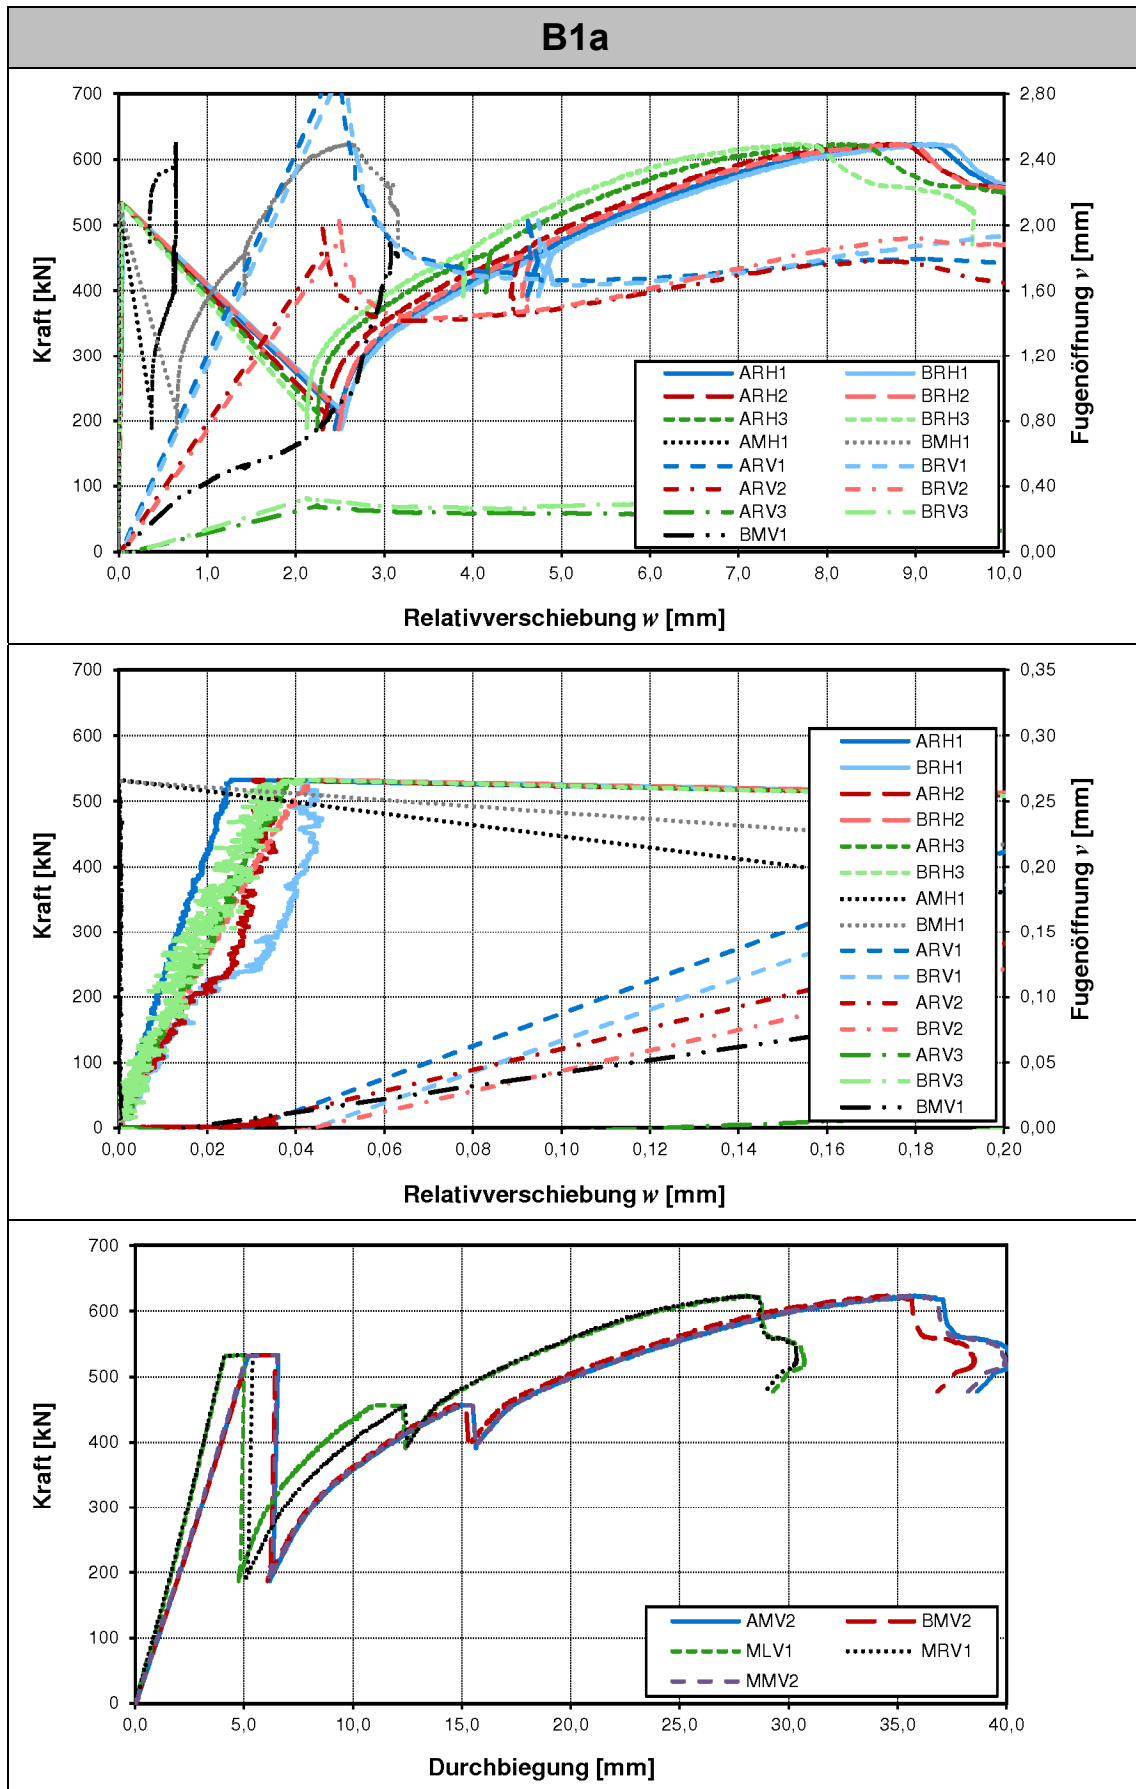 B1a
700
600
500
400
300
200
100
0
Kraft [kN]
2,80
2,40
2,00
1,60
1,20
0,80
0,40
0,00
Fugenöffnung v [mm]
ARH1 BRH1
ARH2 BRH2
ARH3 BRH3
AMH1 BMH1
ARV1 BRV1
ARV2 BRV2
ARV3 BRV3
BMV1
0,0 1,0 2,0 3,0 4,0 5,0 6,0 7,0 8,0 9,0 10,0
Relativverschiebung w [mm]
700
600
500
400
300
200
100
0
Kraft [kN]
0,35
0,30
0,25
0,20
0,15
0,10
0,05
0,00
Fugenöffnung v [mm]
ARH1
BRH1
ARH2
BRH2
ARH3
BRH3
AMH1
BMH1
ARV1
BRV1
ARV2
BRV2
ARV3
BRV3
BMV1
0,00 0,02 0,04 0,06 0,08 0,10 0,12 0,14 0,16 0,18 0,20
Relativverschiebung w [mm]
700
600
500
400
300
200
100
0
Kraft [kN]
AMV2 BMV2
MLV1 MRV1
MMV2
0,0 5,0 10,0 15,0 20,0 25,0 30,0 35,0 40,0
Durchbiegung [mm]